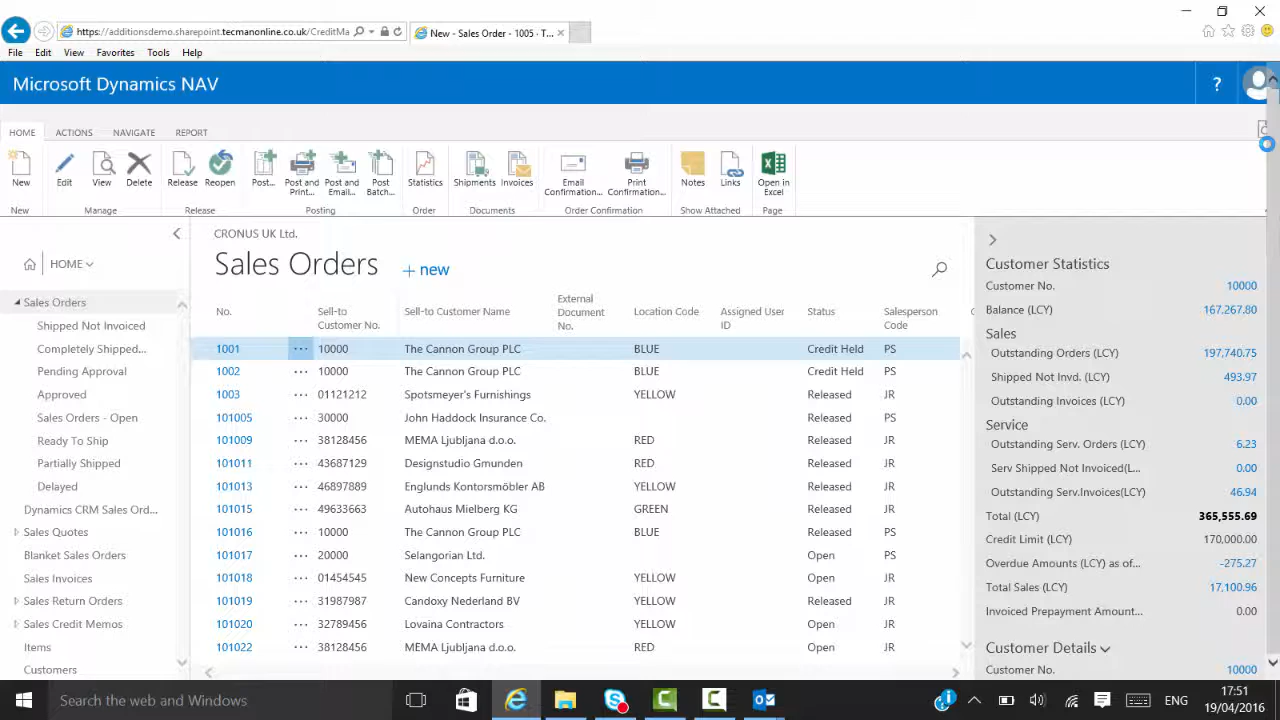 https://additionsdemo.sharepoint.tecmanonline.co.uk/CreditMa
New - Sales Order - 1005 - T...
File Edit View Favorites Tools Help
Microsoft Dynamics NAV
?
HOME ACTIONS NAVIGATE REPORT
New Edit View Delete Release Reopen Post... Post and Print... Post and Email... Post Batch... Statistics Shipments Invoices Email Confirmation... Print Confirmation... Notes Links Open in Excel
New Manage Release Posting Order Documents Order Confirmation Show Attached Page
HOME
Sales Orders
Shipped Not Invoiced
Completely Shipped...
Pending Approval
Approved
Sales Orders - Open
Ready To Ship
Partially Shipped
Delayed
Dynamics CRM Sales Ord...
Sales Quotes
Blanket Sales Orders
Sales Invoices
Sales Return Orders
Sales Credit Memos
Items
Customers
CRONUS UK Ltd.
Sales Orders + new
No. Sell-to Customer No. Sell-to Customer Name External Document No. Location Code Assigned User ID Status Salesperson Code
1001 ··· 10000 The Cannon Group PLC BLUE Credit Held PS
1002 ··· 10000 The Cannon Group PLC BLUE Credit Held PS
1003 ··· 01121212 Spotsmeyer's Furnishings YELLOW Released JR
101005 ··· 30000 John Haddock Insurance Co. Released PS
101009 ··· 38128456 MEMA Ljubljana d.o.o. RED Released JR
101011 ··· 43687129 Designstudio Gmunden RED Released JR
101013 ··· 46897889 Englunds Kontorsmöbler AB YELLOW Released JR
101015 ··· 49633663 Autohaus Mielberg KG GREEN Released JR
101016 ··· 10000 The Cannon Group PLC BLUE Released PS
101017 ··· 20000 Selangorian Ltd. Open PS
101018 ··· 01454545 New Concepts Furniture YELLOW Open JR
101019 ··· 31987987 Candoxy Nederland BV YELLOW Released JR
101020 ··· 32789456 Lovaina Contractors YELLOW Open JR
101022 ··· 38128456 MEMA Ljubljana d.o.o. RED Open JR
Customer Statistics
Customer No. 10000
Balance (LCY) 167,267.80
Sales
Outstanding Orders (LCY) 197,740.75
Shipped Not Invd. (LCY) 493.97
Outstanding Invoices (LCY) 0.00
Service
Outstanding Serv. Orders (LCY) 6.23
Serv Shipped Not Invoiced(L... 0.00
Outstanding Serv.Invoices(LCY) 46.94
Total (LCY) 365,555.69
Credit Limit (LCY) 170,000.00
Overdue Amounts (LCY) as of... -275.27
Total Sales (LCY) 17,100.96
Invoiced Prepayment Amount... 0.00
Customer Details
Customer No. 10000
Search the web and Windows
ENG
17:51
19/04/2016